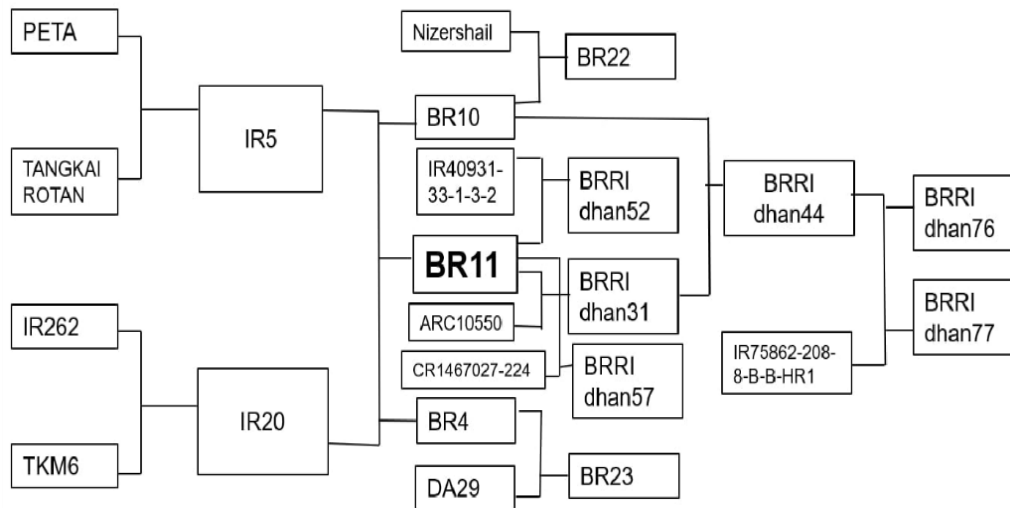 PETA
TANGKAI
ROTAN
IR262
TKM6
IR5
IR20
Nizershail
BR22
BR10
IR40931-
33-1-3-2
BRRI
dhan52
BR11
BRRI
dhan31
ARC10550
CR1467027-224
BRRI
dhan57
BR4
DA29
BR23
BRRI
dhan44
IR75862-208-
8-B-B-HR1
BRRI
dhan76
BRRI
dhan77